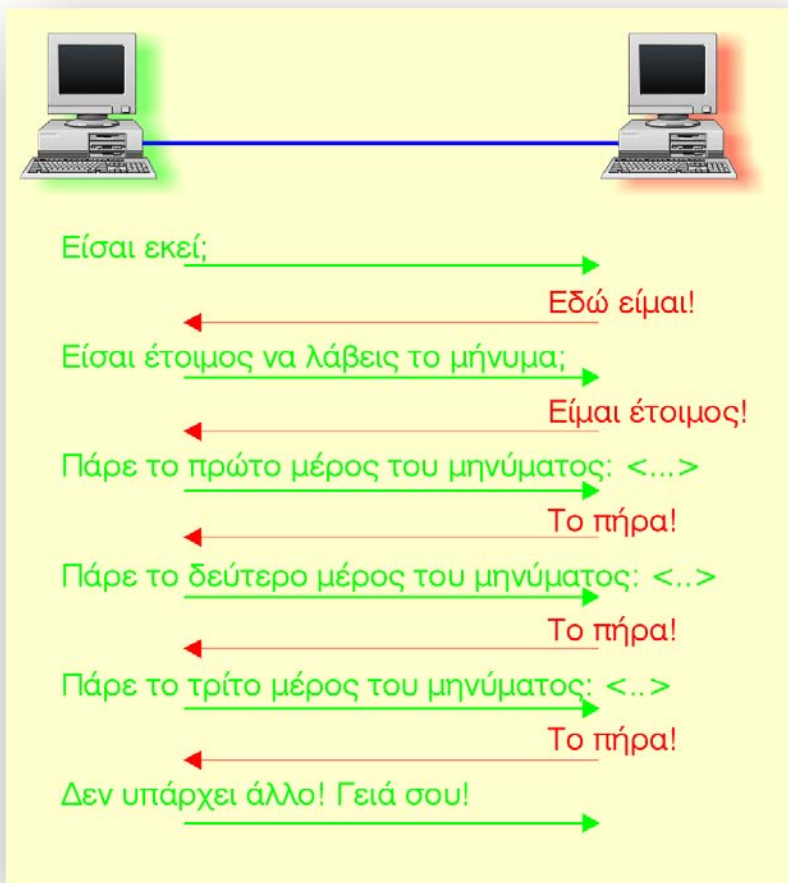 Είσαι εκεί;
Εδώ είμαι!
Είσαι έτοιμος να λάβεις το μήνυμα;
Είμαι έτοιμος!
Πάρε το πρώτο μέρος του μηνύματος: <...>
Το πήρα!
Πάρε το δεύτερο μέρος του μηνύματος: <..>
Το πήρα!
Πάρε το τρίτο μέρος του μηνύματος: <..>
Το πήρα!
Δεν υπάρχει άλλο! Γειά σου!